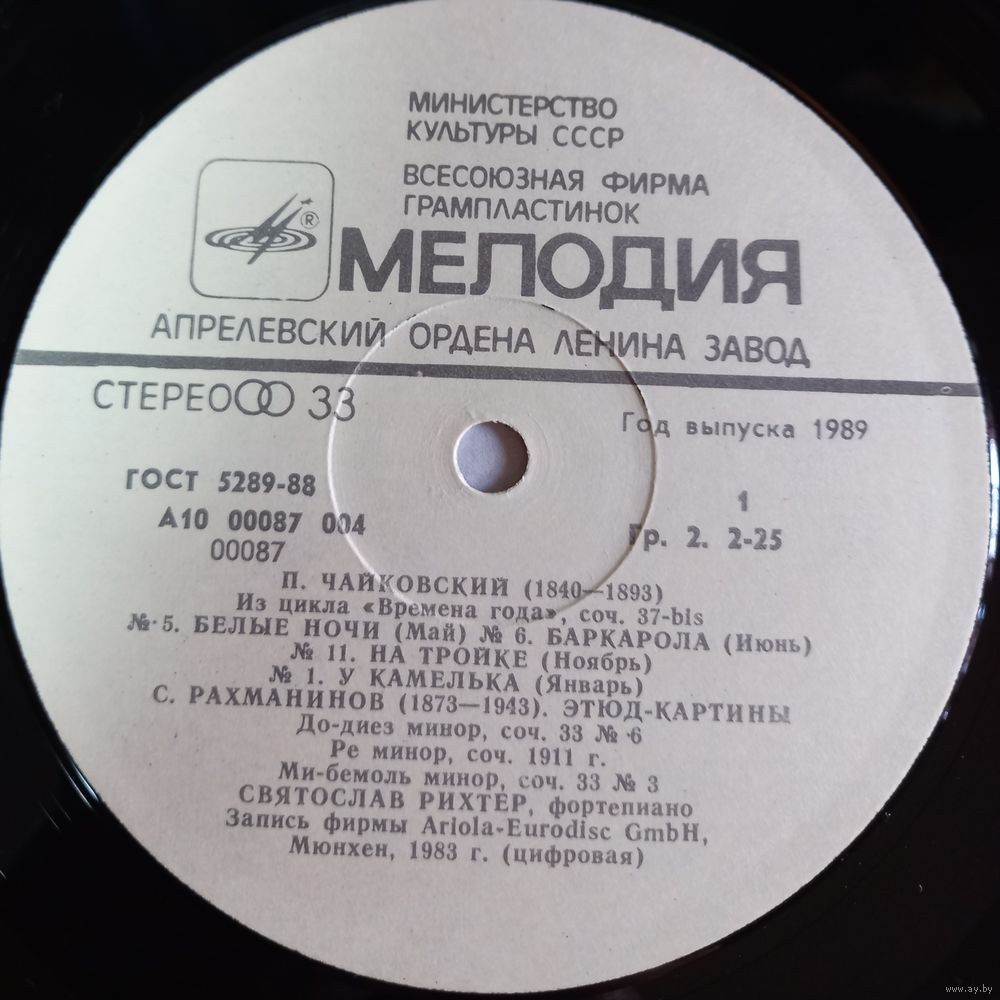 МИНИСТЕРСТВО
КУЛЬТУРЫ СССР
ВСЕСОЮЗНАЯ ФИРМА
ГРАМПЛАСТИНОК
®
МЕЛОДИЯ
АПРЕЛЕВСКИЙ ОРДЕНА ЛЕНИНА ЗАВОД
СТЕРЕО 33
Год выпуска 1989
ГОСТ 5289-88
А10 00087 004
00087
1
Гр. 2. 2-25
П. ЧАЙКОВСКИЙ (1840—1893)
Из цикла «Времена года», соч. 37-bis
№ 5. БЕЛЫЕ НОЧИ (Май) № 6. БАРКАРОЛА (Июнь)
№ 11. НА ТРОЙКЕ (Ноябрь)
№ 1. У КАМЕЛЬКА (Январь)
С. РАХМАНИНОВ (1873—1943). ЭТЮД-КАРТИНЫ
До-диез минор, соч. 33 № 6
Ре минор, соч. 1911 г.
Ми-бемоль минор, соч. 33 № 3
СВЯТОСЛАВ РИХТЕР, фортепиано
Запись фирмы Ariola-Eurodisc GmbH,
Мюнхен, 1983 г. (цифровая)
www.ay.by